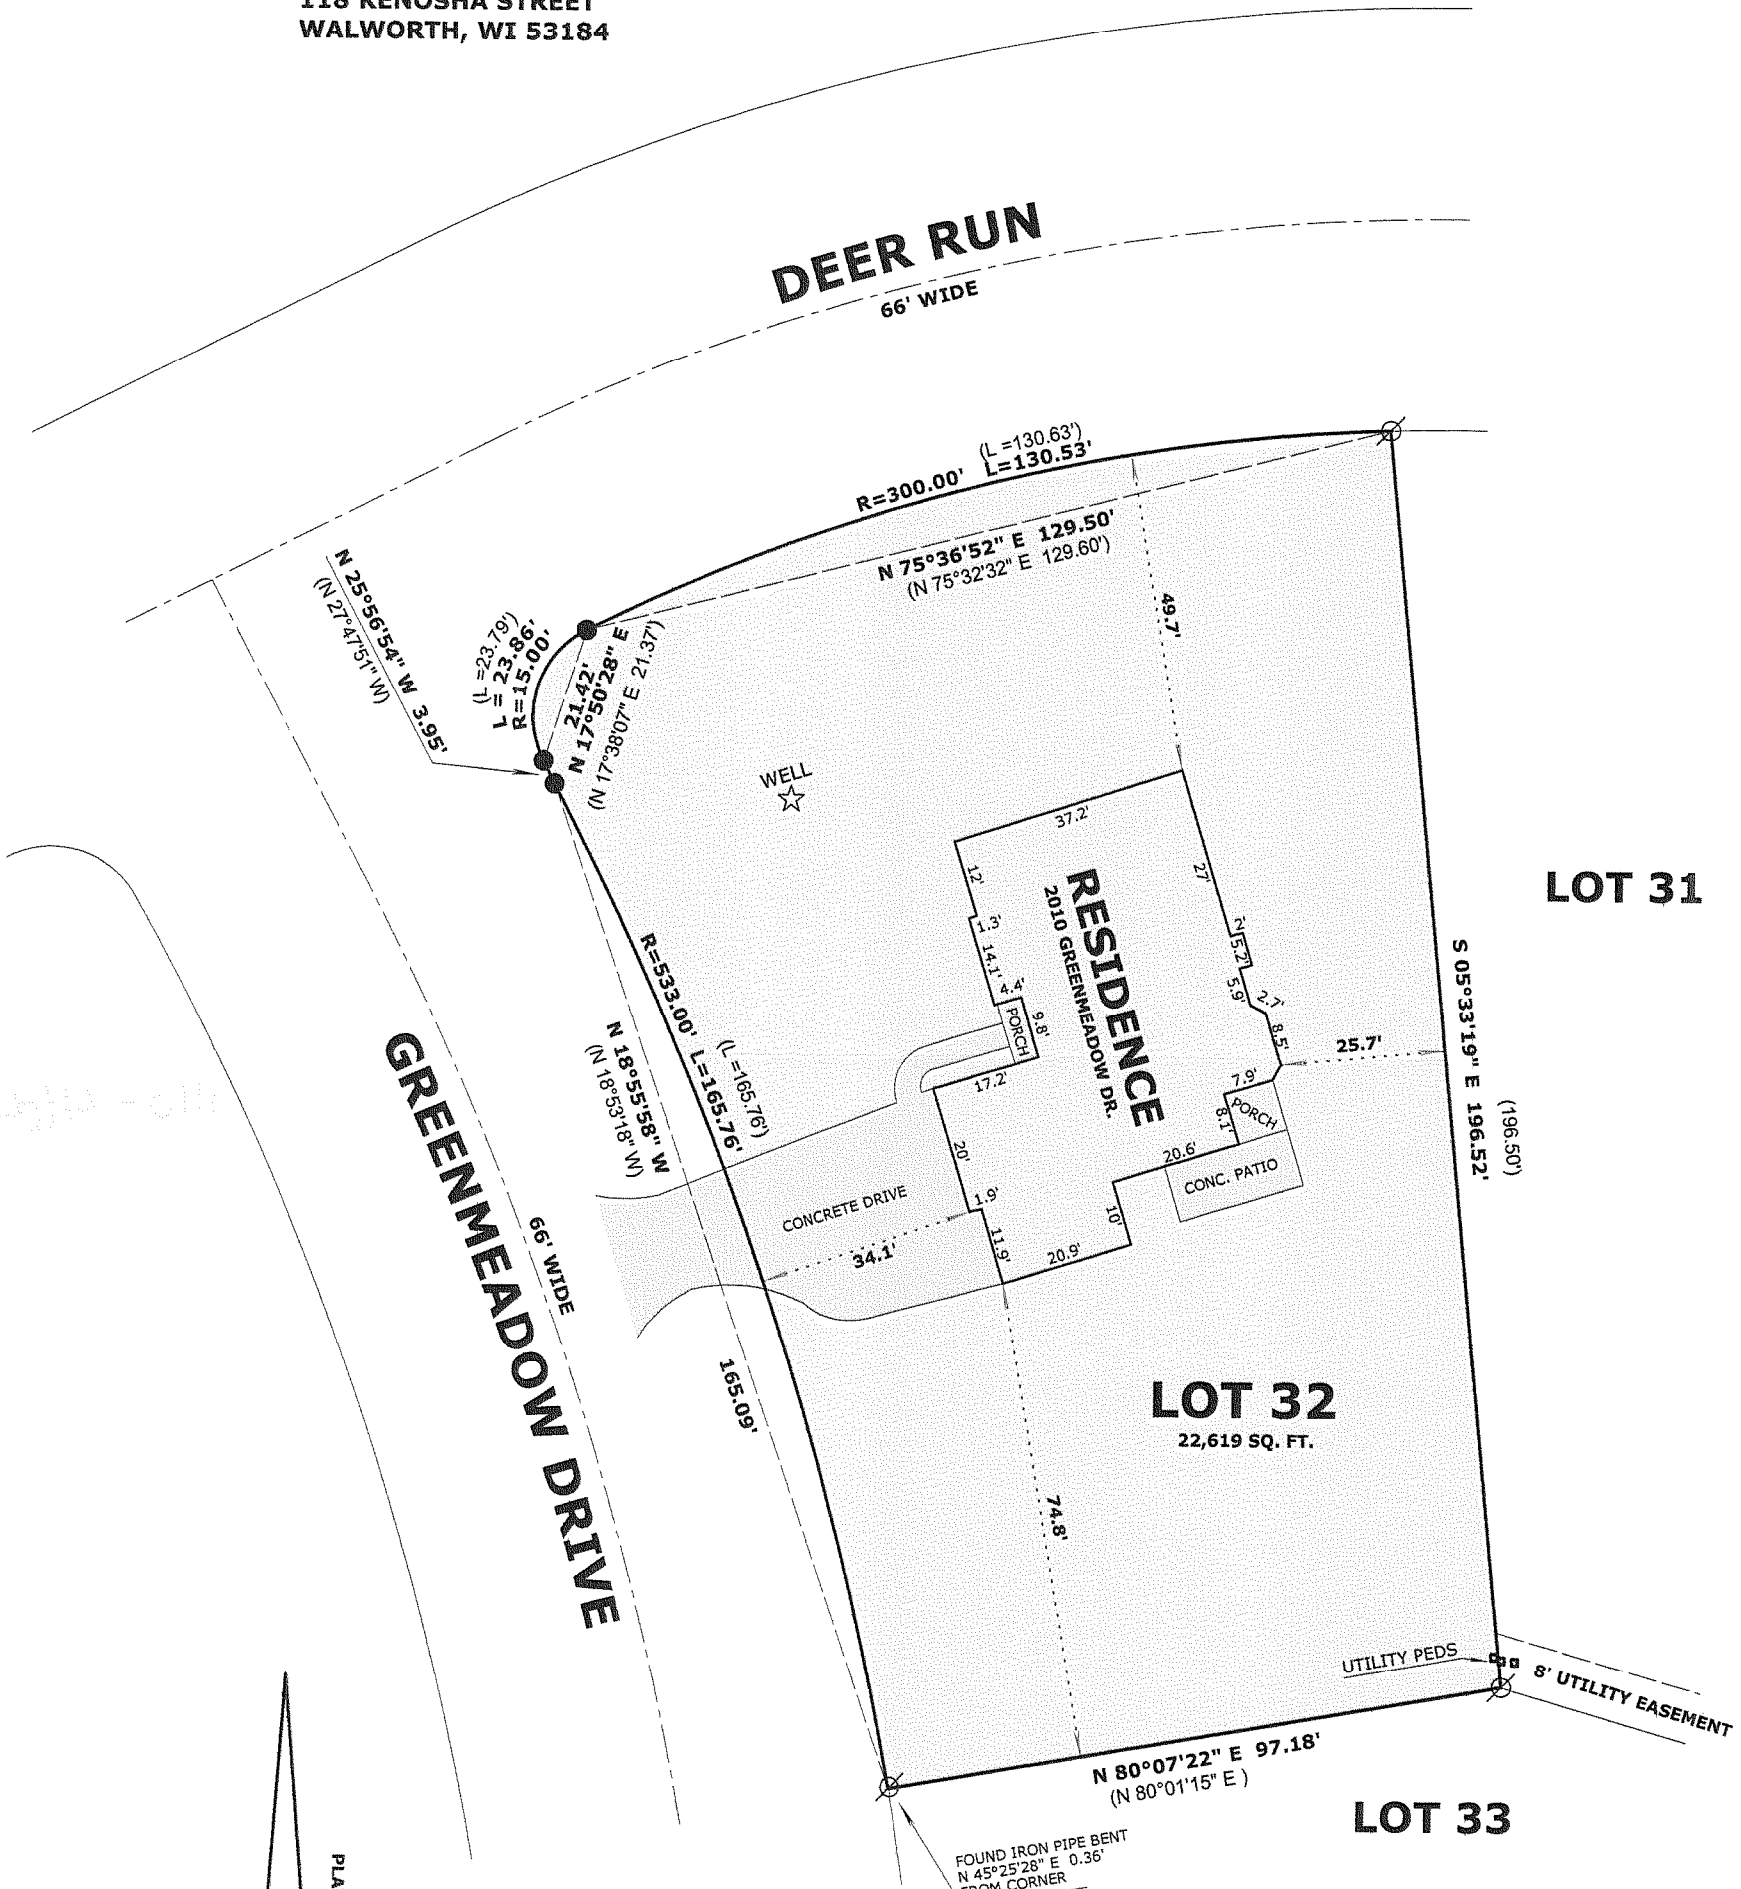 118 KENOSHA STREET
WALWORTH, WI 53184
DEER RUN
66' WIDE
(L =130.63')
R=300.00' L=130.53'
N 75°36'52" E 129.50'
(N 75°32'32" E 129.60')
N 25°56'54" W 3.95'
(N 27°47'51" W)
(L =23.79')
L = 23.86'
R=15.00'
21.42'
N 17°50'28" E
(N 17°38'07" E 21.37')
49.7'
WELL
37.2'
12'
1.3'
14.1'
4.4'
PORCH
9.8'
17.2'
20'
1.9'
11.9'
20.9'
10'
20.6'
8.1'
7.9'
PORCH
CONC. PATIO
8.5'
2.7'
5.9'
5.2'
2'
27'
RESIDENCE
2010 GREENMEADOW DR.
25.7'
LOT 31
S 05°33'19" E 196.52'
(196.50')
R=533.00' L=165.76'
(L =165.76')
N 18°55'58" W
(N 18°53'18" W)
165.09'
GREENMEADOW DRIVE
66' WIDE
CONCRETE DRIVE
34.1'
LOT 32
22,619 SQ. FT.
74.8'
UTILITY PEDS
8' UTILITY EASEMENT
N 80°07'22" E 97.18'
(N 80°01'15" E )
LOT 33
FOUND IRON PIPE BENT
N 45°25'28" E 0.36'
FROM CORNER
PLA